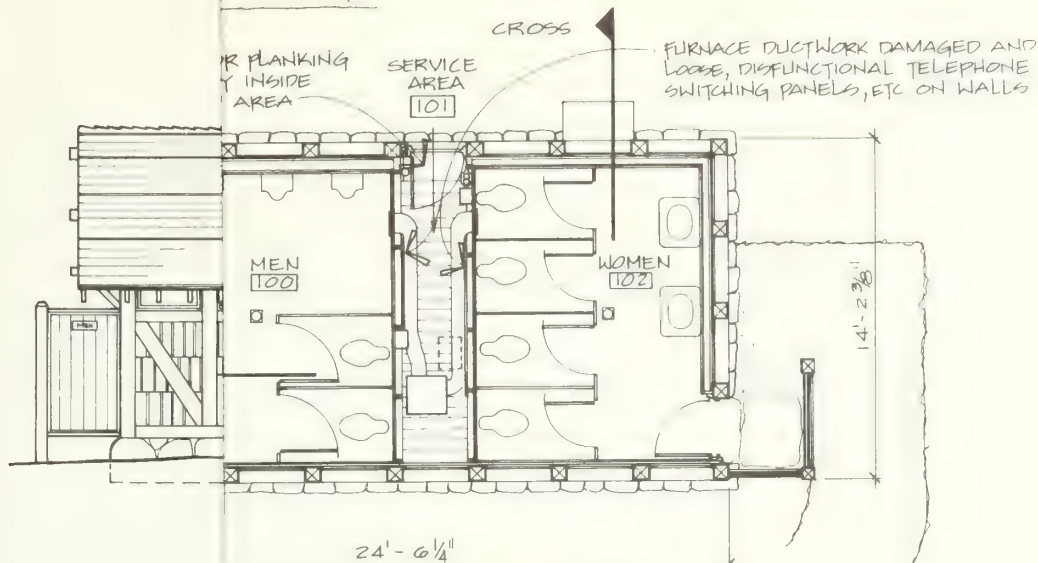 CROSS
R PLANKING
Y INSIDE
AREA
SERVICE
AREA
101
FURNACE DUCTWORK DAMAGED AND
LOOSE, DISFUNCTIONAL TELEPHONE
SWITCHING PANELS, ETC ON WALLS
MEN
100
WOMEN
102
MEN
14'-2 3/8"
24'-6 1/4"